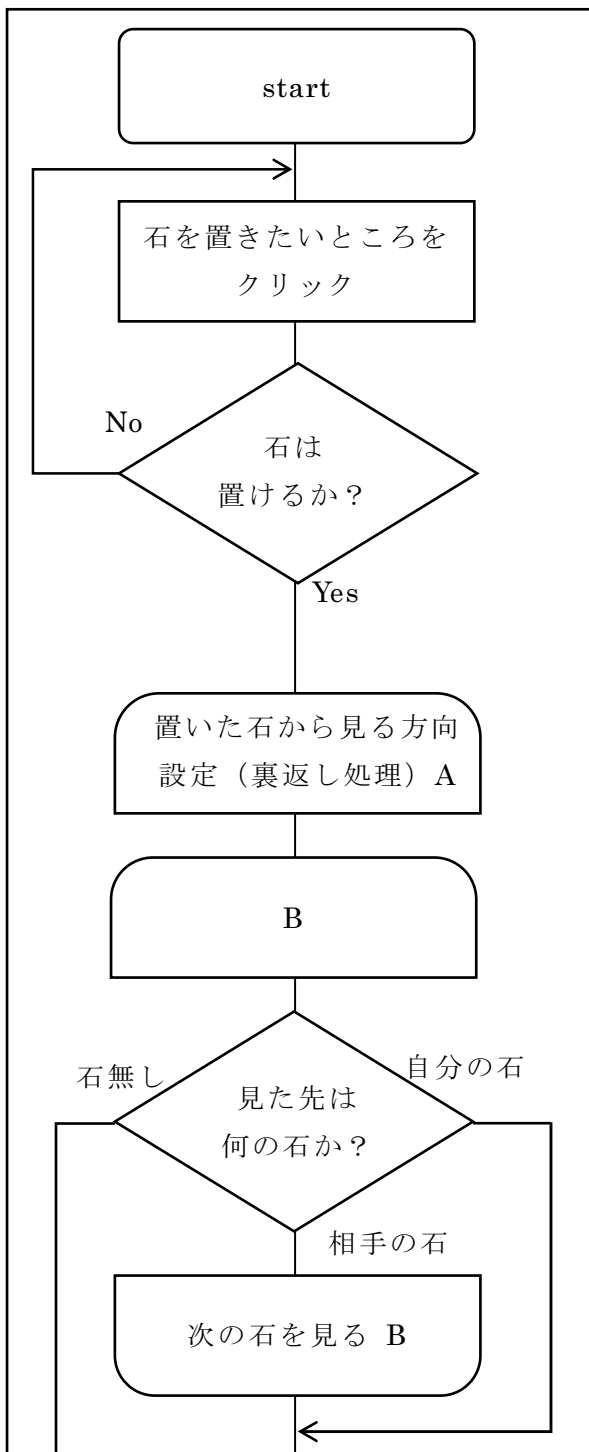 start
石を置きたいところを
クリック
No
石は
置けるか？
Yes
置いた石から見る方向
設定（裏返し処理）A
B
石無し
自分の石
見た先は
何の石か？
相手の石
次の石を見る B